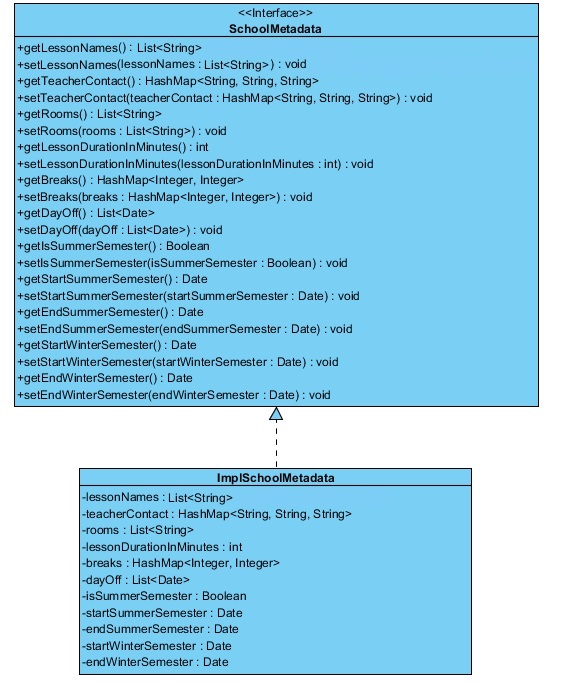 <<Interface>>
SchoolMetadata
+getLessonNames() : List<String>
+setLessonNames(lessonNames : List<String>) : void
+getTeacherContact() : HashMap<String, String, String>
+setTeacherContact(teacherContact : HashMap<String, String, String>) : void
+getRooms() : List<String>
+setRooms(rooms : List<String>) : void
+getLessonDurationInMinutes() : int
+setLessonDurationInMinutes(lessonDurationInMinutes : int) : void
+getBreaks() : HashMap<Integer, Integer>
+setBreaks(breaks : HashMap<Integer, Integer>) : void
+getDayOff() : List<Date>
+setDayOff(dayOff : List<Date>) : void
+getIsSummerSemester() : Boolean
+setIsSummerSemester(isSummerSemester : Boolean) : void
+getStartSummerSemester() : Date
+setStartSummerSemester(startSummerSemester : Date) : void
+getEndSummerSemester() : Date
+setEndSummerSemester(endSummerSemester : Date) : void
+getStartWinterSemester() : Date
+setStartWinterSemester(startWinterSemester : Date) : void
+getEndWinterSemester() : Date
+setEndWinterSemester(endWinterSemester : Date) : void
ImplSchoolMetadata
-lessonNames : List<String>
-teacherContact : HashMap<String, String, String>
-rooms : List<String>
-lessonDurationInMinutes : int
-breaks : HashMap<Integer, Integer>
-dayOff : List<Date>
-isSummerSemester : Boolean
-startSummerSemester : Date
-endSummerSemester : Date
-startWinterSemester : Date
-endWinterSemester : Date